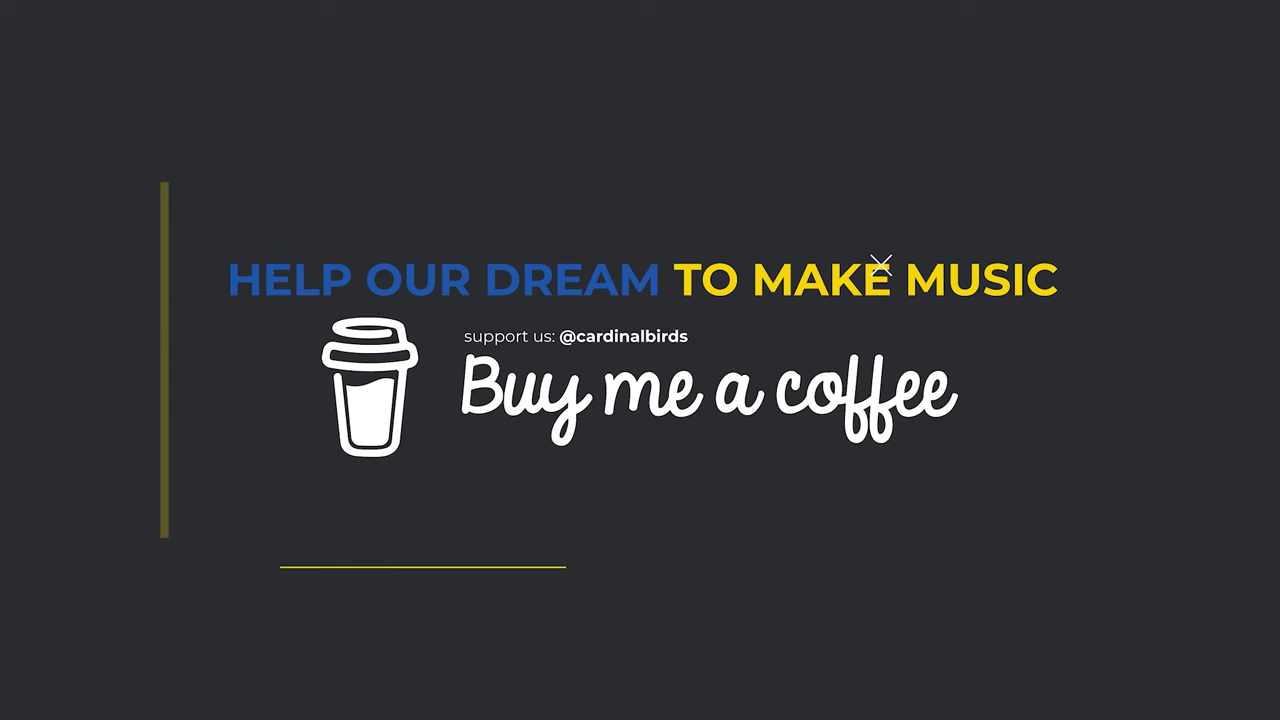 HELP OUR DREAM TO MAKE MUSIC
support us: @cardinalbirds
Buy me a coffee